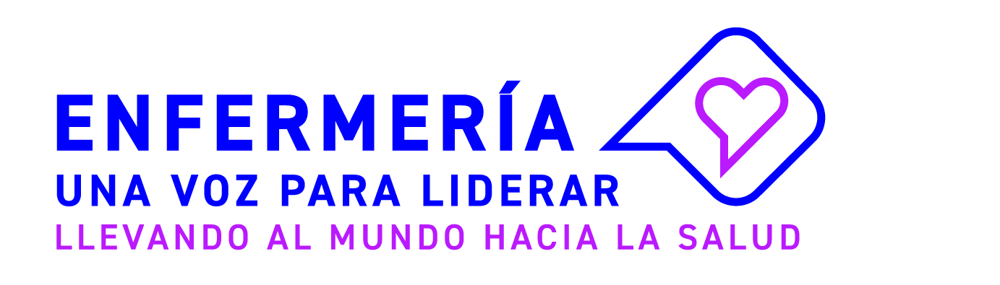 ENFERMERÍA
UNA VOZ PARA LIDERAR
LLEVANDO AL MUNDO HACIA LA SALUD